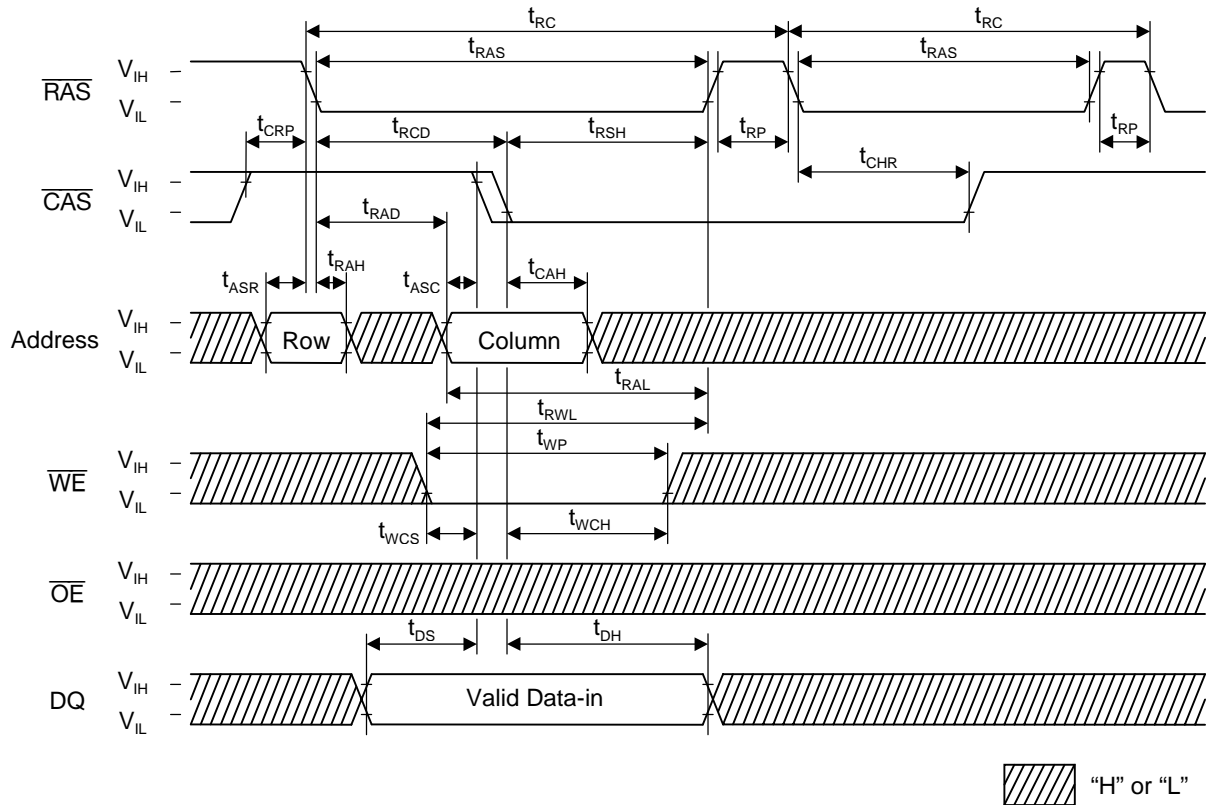 tRC tRC
tRAS tRAS
RAS VIH VIL
tCRP tRCD tRSH tRP tRP
tCHR
CAS VIH VIL
tRAD
tRAH
tASR tASC tCAH
Address VIH VIL Row Column
tRAL
tRWL
tWP
WE VIH VIL
tWCS tWCH
OE VIH VIL
tDS tDH
DQ VIH VIL Valid Data-in
“H” or “L”